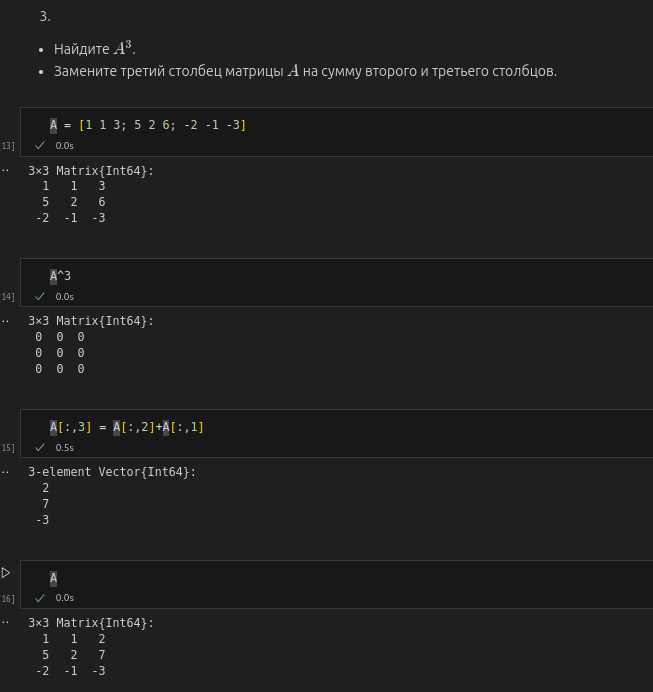 3.
• Найдите A³.
• Замените третий столбец матрицы A на сумму второго и третьего столбцов.
A = [1 1 3; 5 2 6; -2 -1 -3]
13] ✓ 0.0s
·· 3×3 Matrix{Int64}:
1 1 3
5 2 6
-2 -1 -3
A^3
14] ✓ 0.0s
·· 3×3 Matrix{Int64}:
0 0 0
0 0 0
0 0 0
A[:,3] = A[:,2]+A[:,1]
15] ✓ 0.5s
·· 3-element Vector{Int64}:
2
7
-3
A
16] ✓ 0.0s
·· 3×3 Matrix{Int64}:
1 1 2
5 2 7
-2 -1 -3